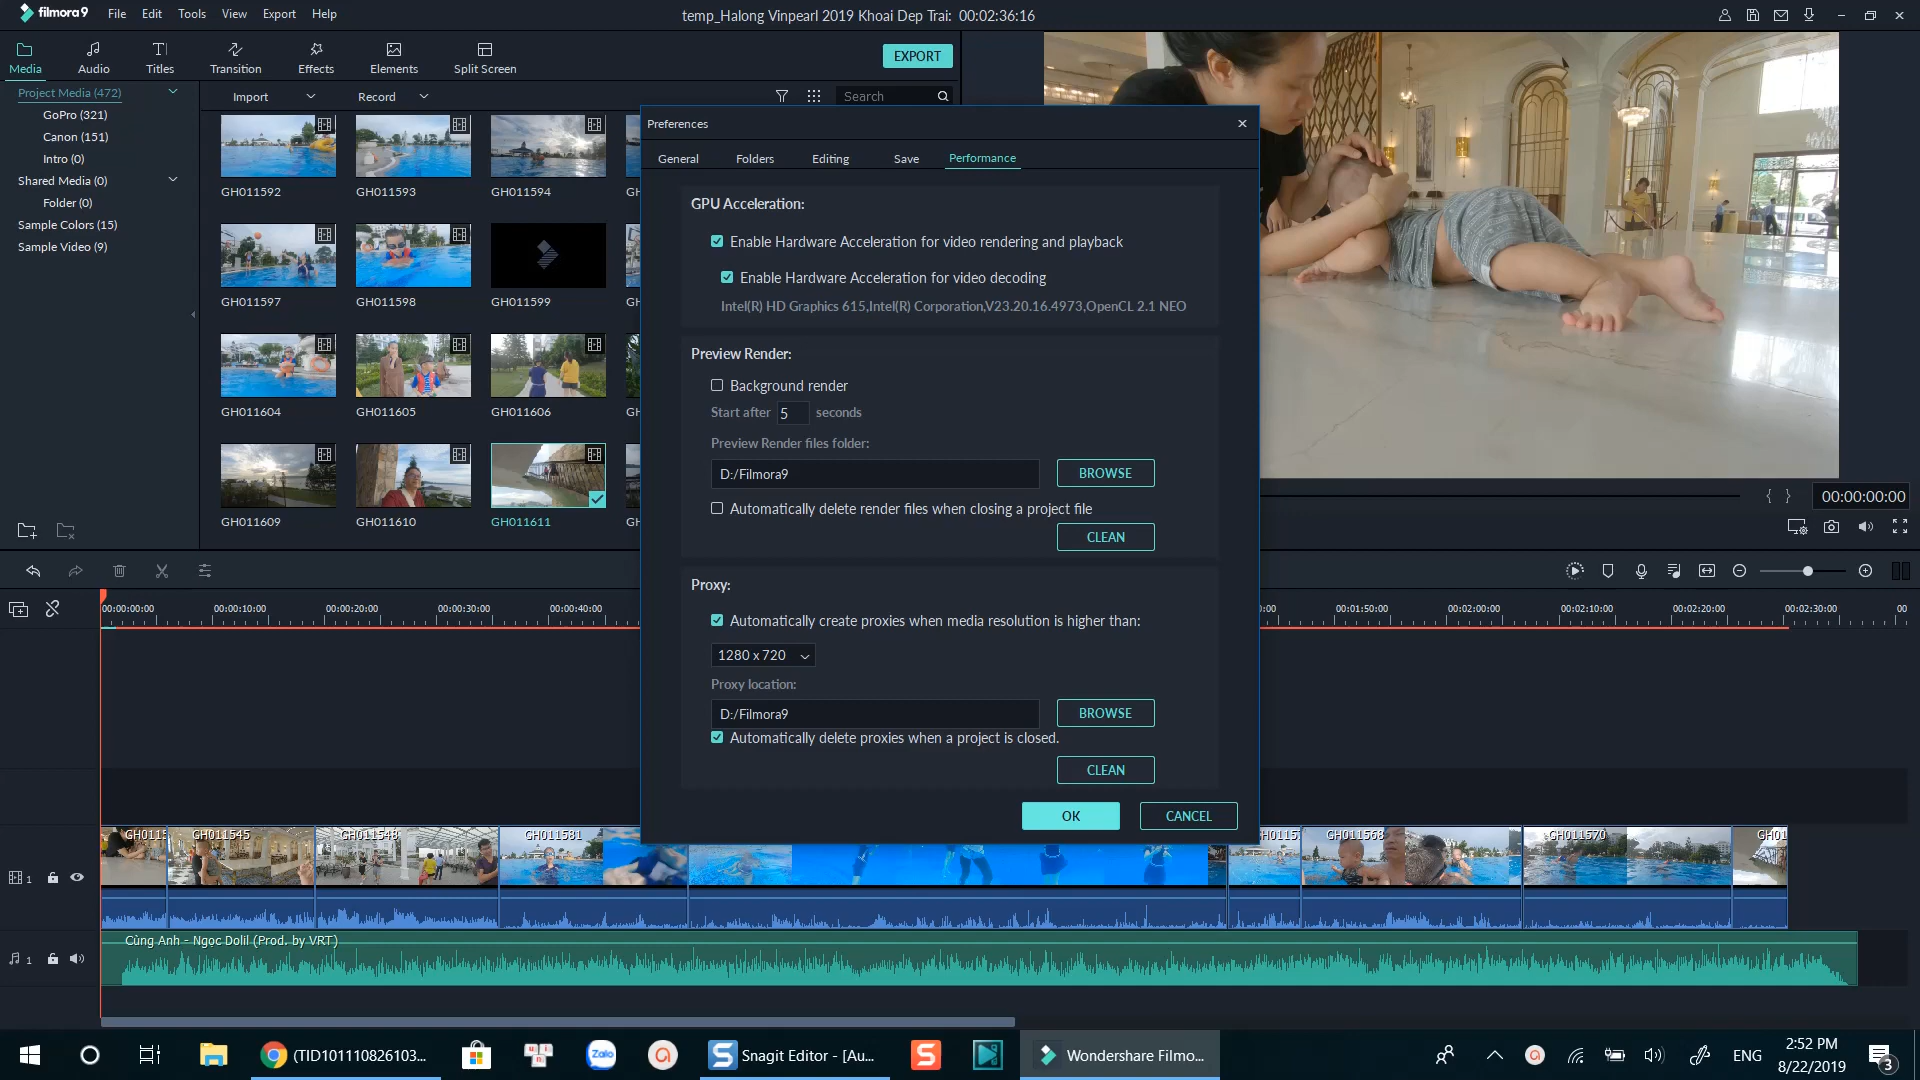 filmora9 File Edit Tools View Export Help temp_Halong Vinpearl 2019 Khoai Dep Trai: 00:02:36:16
Media Audio Titles Transition Effects Elements Split Screen EXPORT
Project Media (472)
GoPro (321)
Canon (151)
Intro (0)
Shared Media (0)
Folder (0)
Sample Colors (15)
Sample Video (9)
Import Record Search
GH011592 GH011593 GH011594
GH011597 GH011598 GH011599
GH011604 GH011605 GH011606
GH011609 GH011610 GH011611
Preferences
General Folders Editing Save Performance
GPU Acceleration:
Enable Hardware Acceleration for video rendering and playback
Enable Hardware Acceleration for video decoding
Intel(R) HD Graphics 615,Intel(R) Corporation,V23.20.16.4973,OpenCL 2.1 NEO
Preview Render:
Background render
Start after 5 seconds
Preview Render files folder:
D:/Filmora9 BROWSE
Automatically delete render files when closing a project file
CLEAN
Proxy:
Automatically create proxies when media resolution is higher than:
1280 x 720
Proxy location:
D:/Filmora9 BROWSE
Automatically delete proxies when a project is closed.
CLEAN
OK CANCEL
{ } 00:00:00:00
00:00:00:00 00:00:10:00 00:00:20:00 00:00:30:00 00:00:40:00 0:00 00:01:50:00 00:02:00:00 00:02:10:00 00:02:20:00 00:02:30:00 00
1 GH0115 GH011545 GH011548 GH011581 GH01157 GH011568 GH011570 GH01
1 Cùng Anh - Ngọc Dolil (Prod. by VRT)
(TID101110826103... Zalo Snagit Editor - [Au... Wondershare Filmo... ENG 2:52 PM
8/22/2019 3